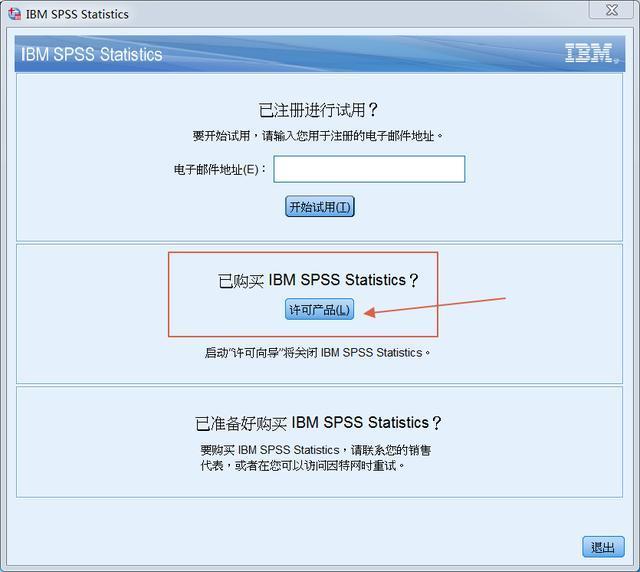 IBM SPSS Statistics
IBM SPSS Statistics
IBM
已注册进行试用？
要开始试用，请输入您用于注册的电子邮件地址。
电子邮件地址(E)：
开始试用(T)
已购买 IBM SPSS Statistics？
许可产品(L)
启动“许可向导”将关闭 IBM SPSS Statistics。
已准备好购买 IBM SPSS Statistics？
要购买 IBM SPSS Statistics，请联系您的销售
代表，或者在您可以访问因特网时重试。
退出